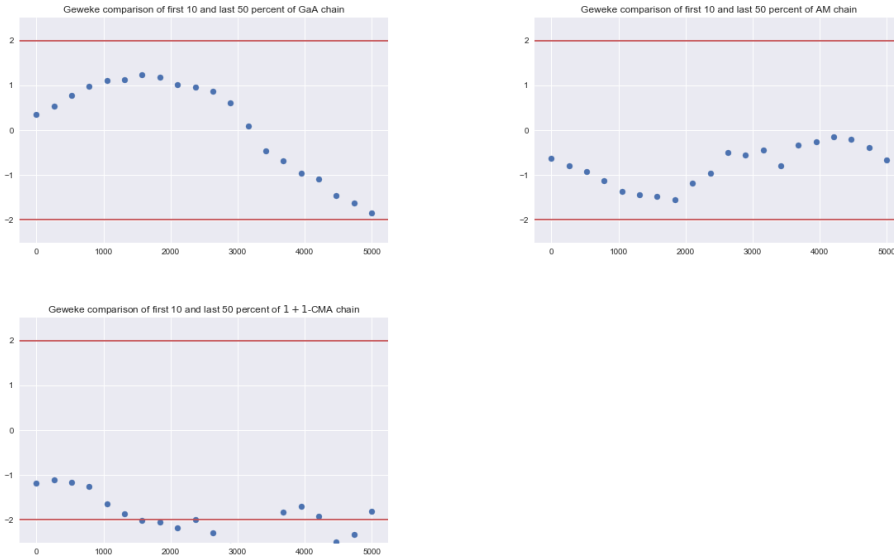 Geweke comparison of first 10 and last 50 percent of GaA chain
2
1
0
−1
−2
0 1000 2000 3000 4000 5000
Geweke comparison of first 10 and last 50 percent of AM chain
2
1
0
−1
−2
0 1000 2000 3000 4000 5000
Geweke comparison of first 10 and last 50 percent of 1 + 1-CMA chain
2
1
0
−1
−2
0 1000 2000 3000 4000 5000